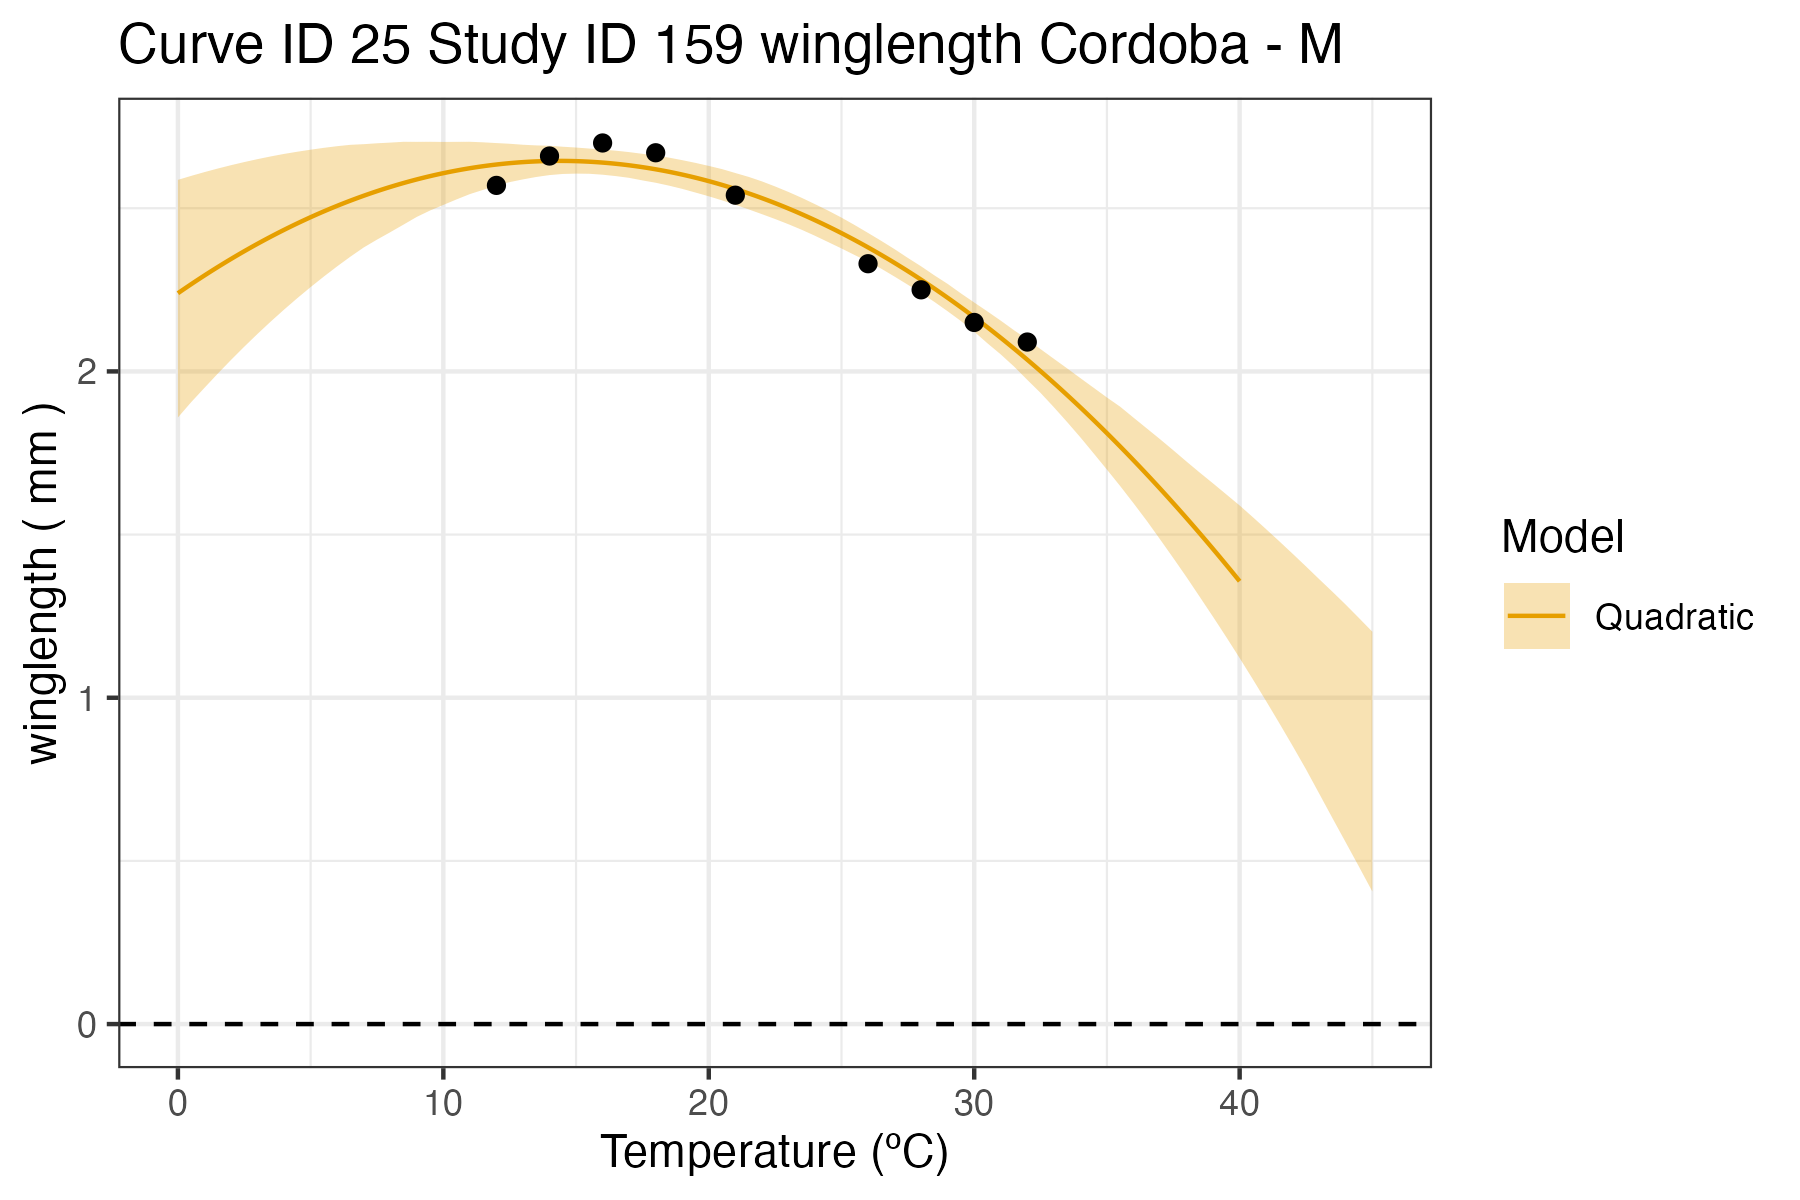 Curve ID 25 Study ID 159 winglength Cordoba - M
winglength ( mm )
2
1
0
0 10 20 30 40
Temperature (ºC)
Model
Quadratic